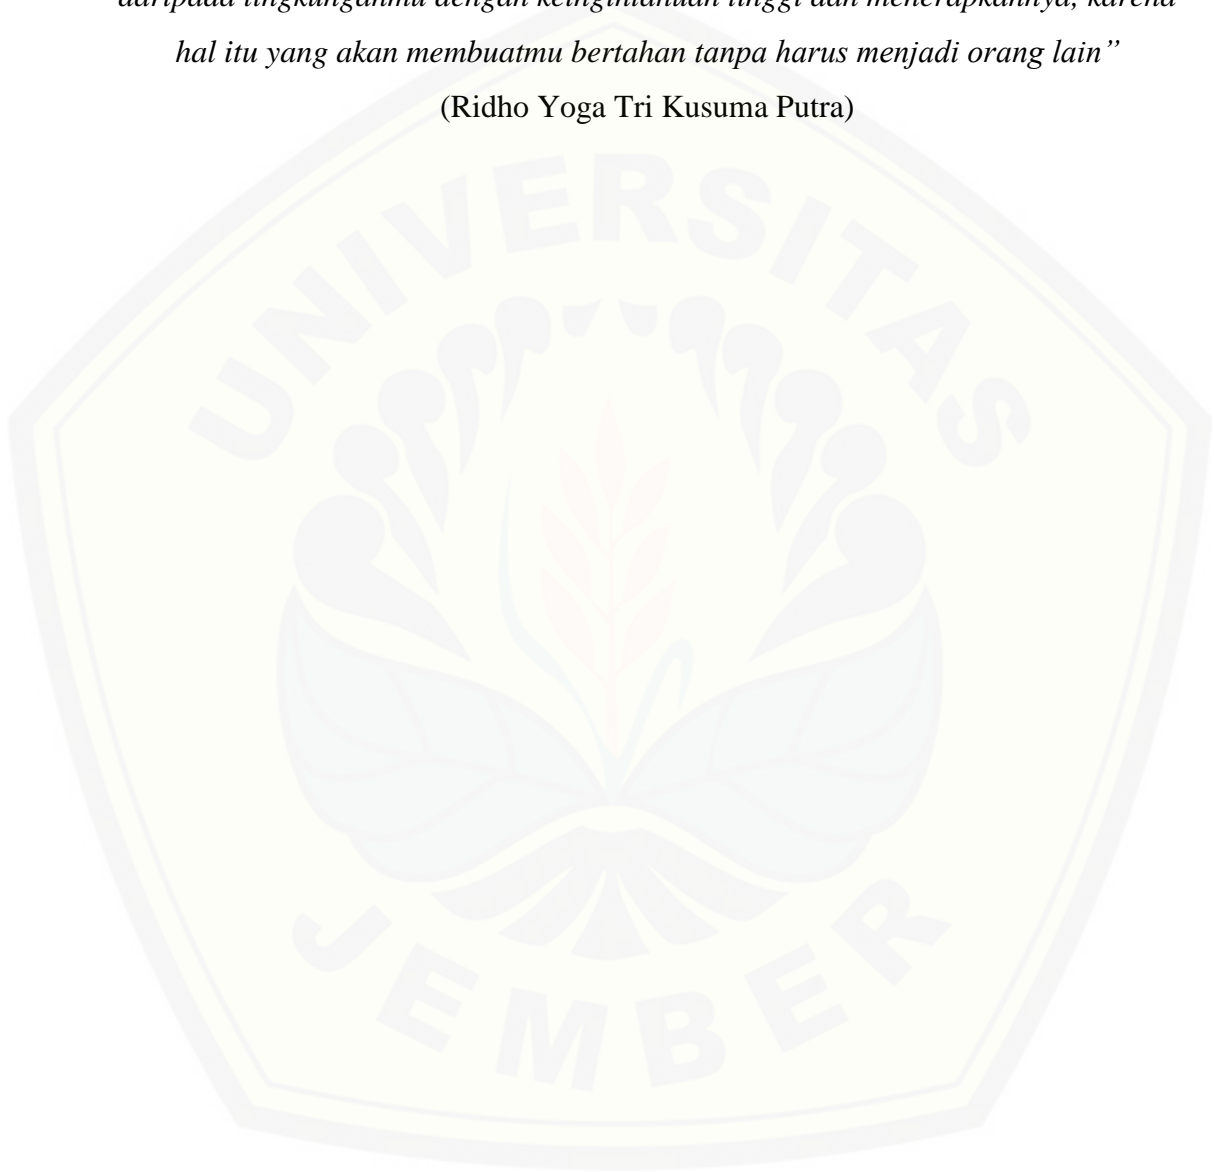 daripada lingkunganmu dengan keingintahuan tinggi dan menerapkannya, karena
hal itu yang akan membuatmu bertahan tanpa harus menjadi orang lain”
(Ridho Yoga Tri Kusuma Putra)
UNIVERSITAS
JEMBER